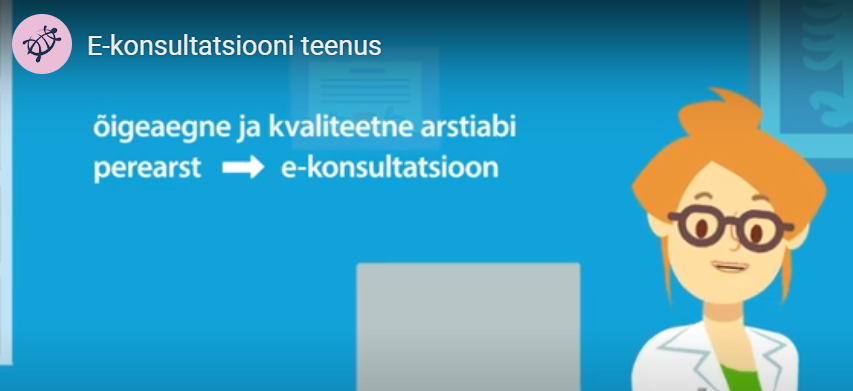 E-konsultatsiooni teenus
õigeaegne ja kvaliteetne arstiabi
perearst ➡ e-konsultatsioon